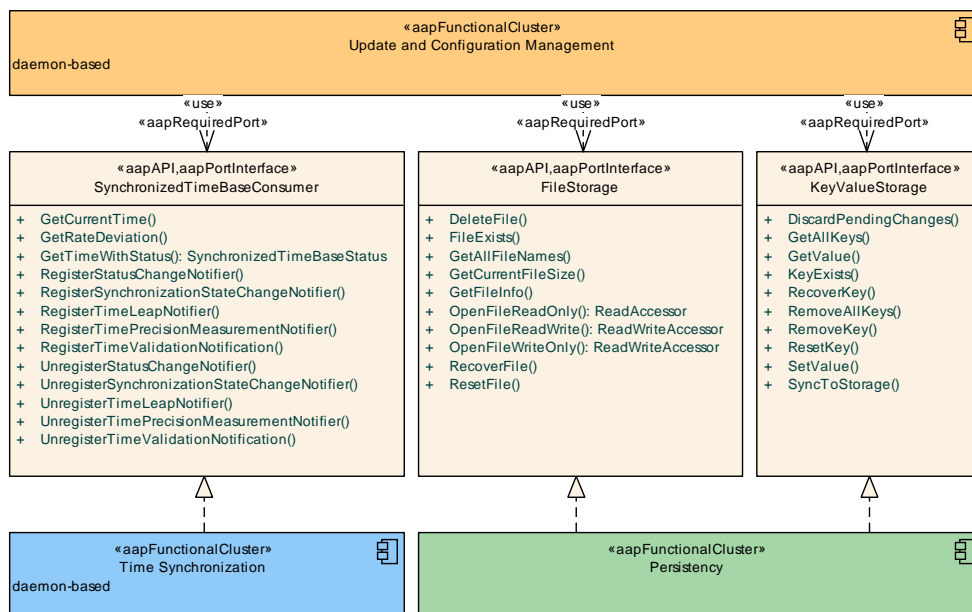 «aapFunctionalCluster»
Update and Configuration Management
daemon-based
«use»
«aapRequiredPort»
«use»
«aapRequiredPort»
«use»
«aapRequiredPort»
«aapAPI,aapPortInterface»
SynchronizedTimeBaseConsumer
+ GetCurrentTime()
+ GetRateDeviation()
+ GetTimeWithStatus(): SynchronizedTimeBaseStatus
+ RegisterStatusChangeNotifier()
+ RegisterSynchronizationStateChangeNotifier()
+ RegisterTimeLeapNotifier()
+ RegisterTimePrecisionMeasurementNotifier()
+ RegisterTimeValidationNotification()
+ UnregisterStatusChangeNotifier()
+ UnregisterSynchronizationStateChangeNotifier()
+ UnregisterTimeLeapNotifier()
+ UnregisterTimePrecisionMeasurementNotifier()
+ UnregisterTimeValidationNotification()
«aapAPI,aapPortInterface»
FileStorage
+ DeleteFile()
+ FileExists()
+ GetAllFileNames()
+ GetCurrentFileSize()
+ GetFileInfo()
+ OpenFileReadOnly(): ReadAccessor
+ OpenFileReadWrite(): ReadWriteAccessor
+ OpenFileWriteOnly(): ReadWriteAccessor
+ RecoverFile()
+ ResetFile()
«aapAPI,aapPortInterface»
KeyValueStorage
+ DiscardPendingChanges()
+ GetAllKeys()
+ GetValue()
+ KeyExists()
+ RecoverKey()
+ RemoveAllKeys()
+ RemoveKey()
+ ResetKey()
+ SetValue()
+ SyncToStorage()
«aapFunctionalCluster»
Time Synchronization
daemon-based
«aapFunctionalCluster»
Persistency